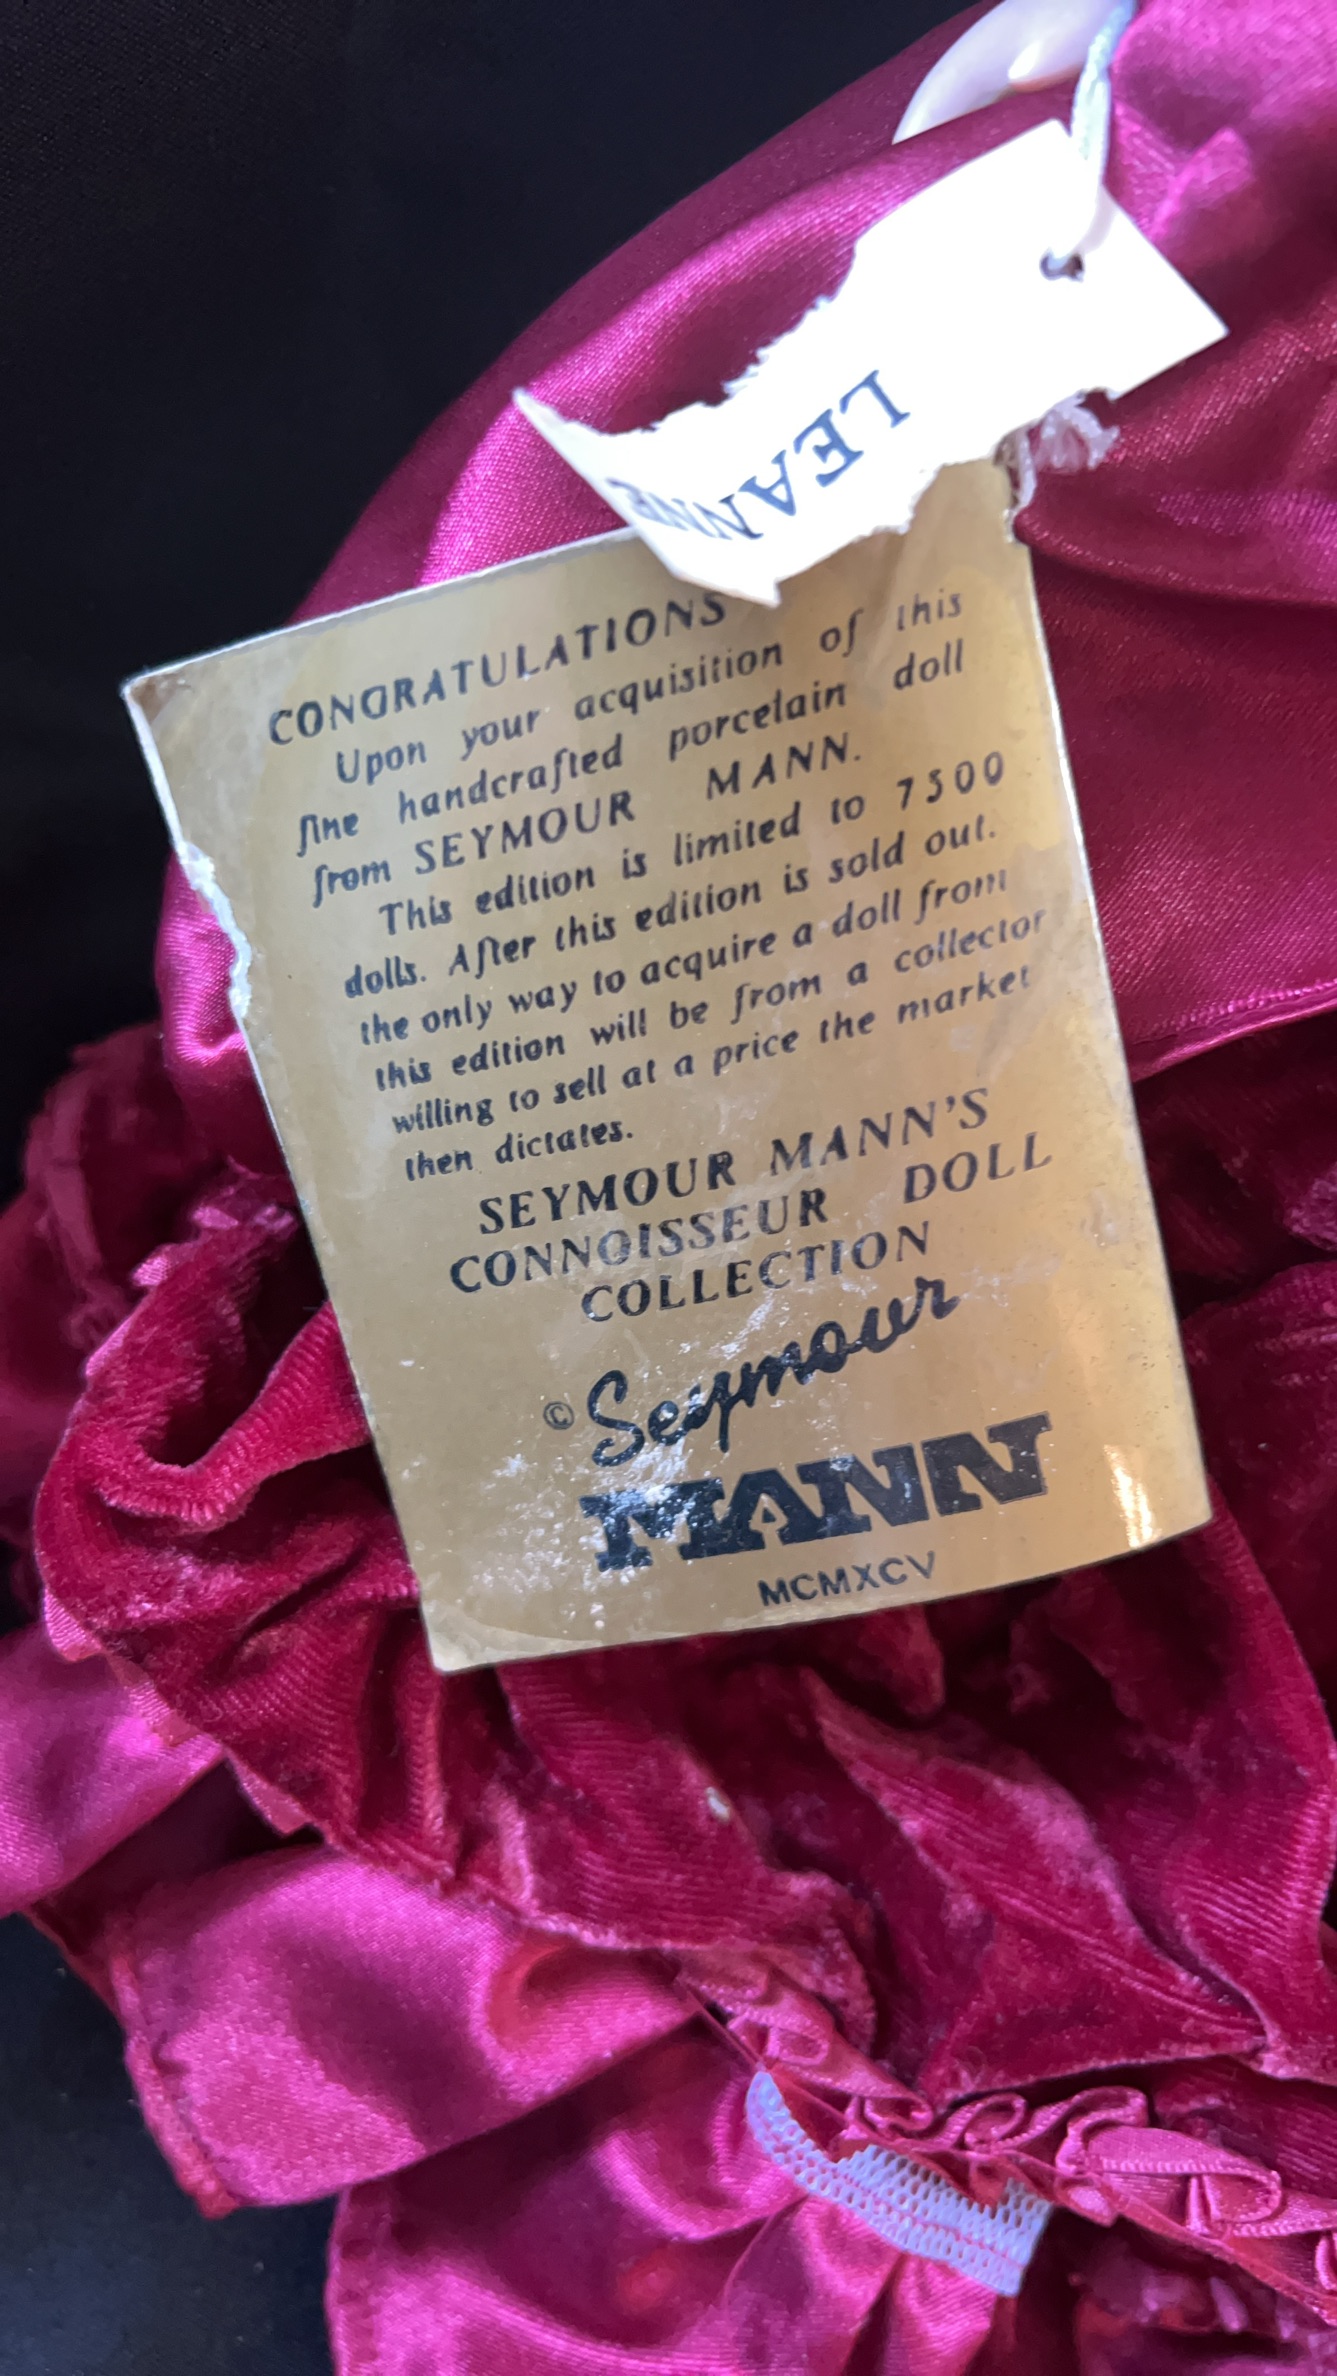 LEANNE
CONGRATULATIONS
Upon your acquisition of this
fine handcrafted porcelain doll
from SEYMOUR MANN.
This edition is limited to 7500
dolls. After this edition is sold out.
the only way to acquire a doll from
this edition will be from a collector
willing to sell at a price the market
then dictates.
SEYMOUR MANN'S
CONNOISSEUR DOLL
COLLECTION
© Seymour
MANN
MCMXCV